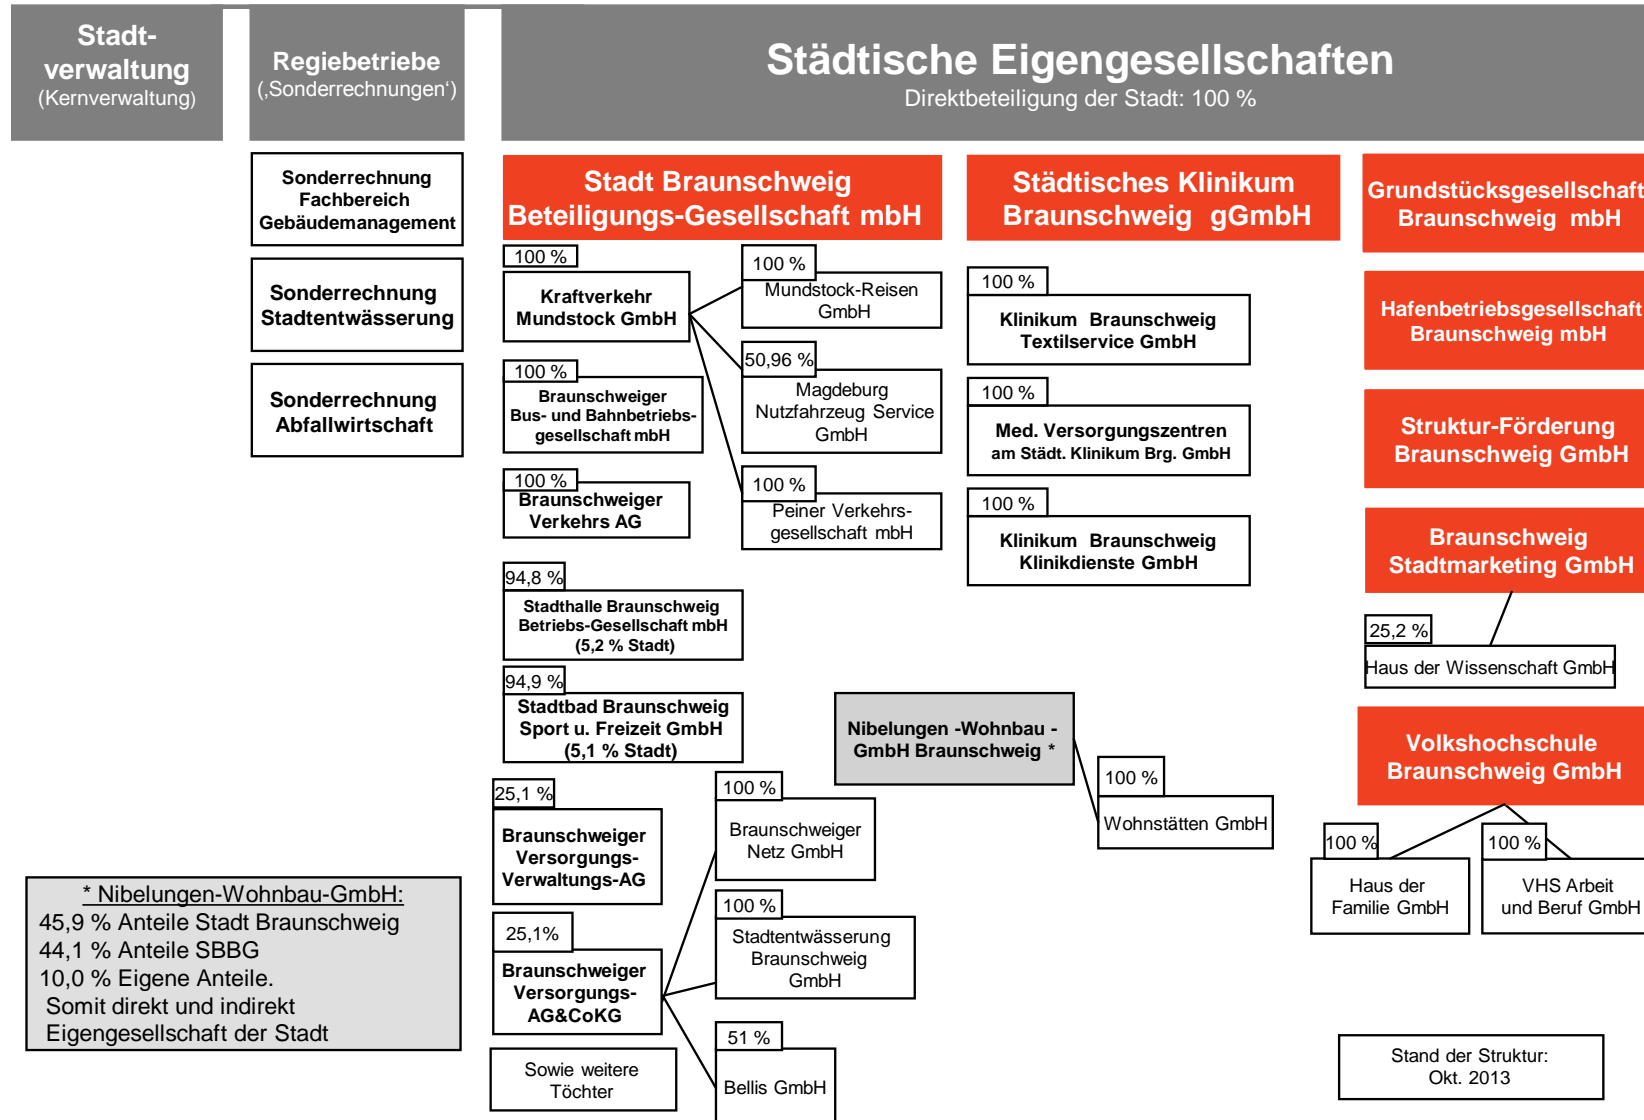 Stadt-
verwaltung
(Kernverwaltung)
Regiebetriebe
(‚Sonderrechnungen‘)
Städtische Eigengesellschaften
Direktbeteiligung der Stadt: 100 %
Sonderrechnung
Fachbereich
Gebäudemanagement
Sonderrechnung
Stadtentwässerung
Sonderrechnung
Abfallwirtschaft
Stadt Braunschweig
Beteiligungs-Gesellschaft mbH
100 %
Kraftverkehr
Mundstock GmbH
100 %
Mundstock-Reisen
GmbH
50,96 %
Magdeburg
Nutzfahrzeug Service
GmbH
100 %
Peiner Verkehrs-
gesellschaft mbH
100 %
Braunschweiger
Bus- und Bahnbetriebs-
gesellschaft mbH
100 %
Braunschweiger
Verkehrs AG
94,8 %
Stadthalle Braunschweig
Betriebs-Gesellschaft mbH
(5,2 % Stadt)
94,9 %
Stadtbad Braunschweig
Sport u. Freizeit GmbH
(5,1 % Stadt)
25,1 %
Braunschweiger
Versorgungs-
Verwaltungs-AG
25,1%
Braunschweiger
Versorgungs-
AG&CoKG
Sowie weitere
Töchter
100 %
Braunschweiger
Netz GmbH
100 %
Stadtentwässerung
Braunschweig
GmbH
51 %
Bellis GmbH
Städtisches Klinikum
Braunschweig gGmbH
100 %
Klinikum Braunschweig
Textilservice GmbH
100 %
Med. Versorgungszentren
am Städt. Klinikum Brg. GmbH
100 %
Klinikum Braunschweig
Klinikdienste GmbH
Nibelungen -Wohnbau -
GmbH Braunschweig *
100 %
Wohnstätten GmbH
Grundstücksgesellschaft
Braunschweig mbH
Hafenbetriebsgesellschaft
Braunschweig mbH
Struktur-Förderung
Braunschweig GmbH
Braunschweig
Stadtmarketing GmbH
25,2 %
Haus der Wissenschaft GmbH
Volkshochschule
Braunschweig GmbH
100 %
Haus der
Familie GmbH
100 %
VHS Arbeit
und Beruf GmbH
* Nibelungen-Wohnbau-GmbH:
45,9 % Anteile Stadt Braunschweig
44,1 % Anteile SBBG
10,0 % Eigene Anteile.
Somit direkt und indirekt
Eigengesellschaft der Stadt
Stand der Struktur:
Okt. 2013